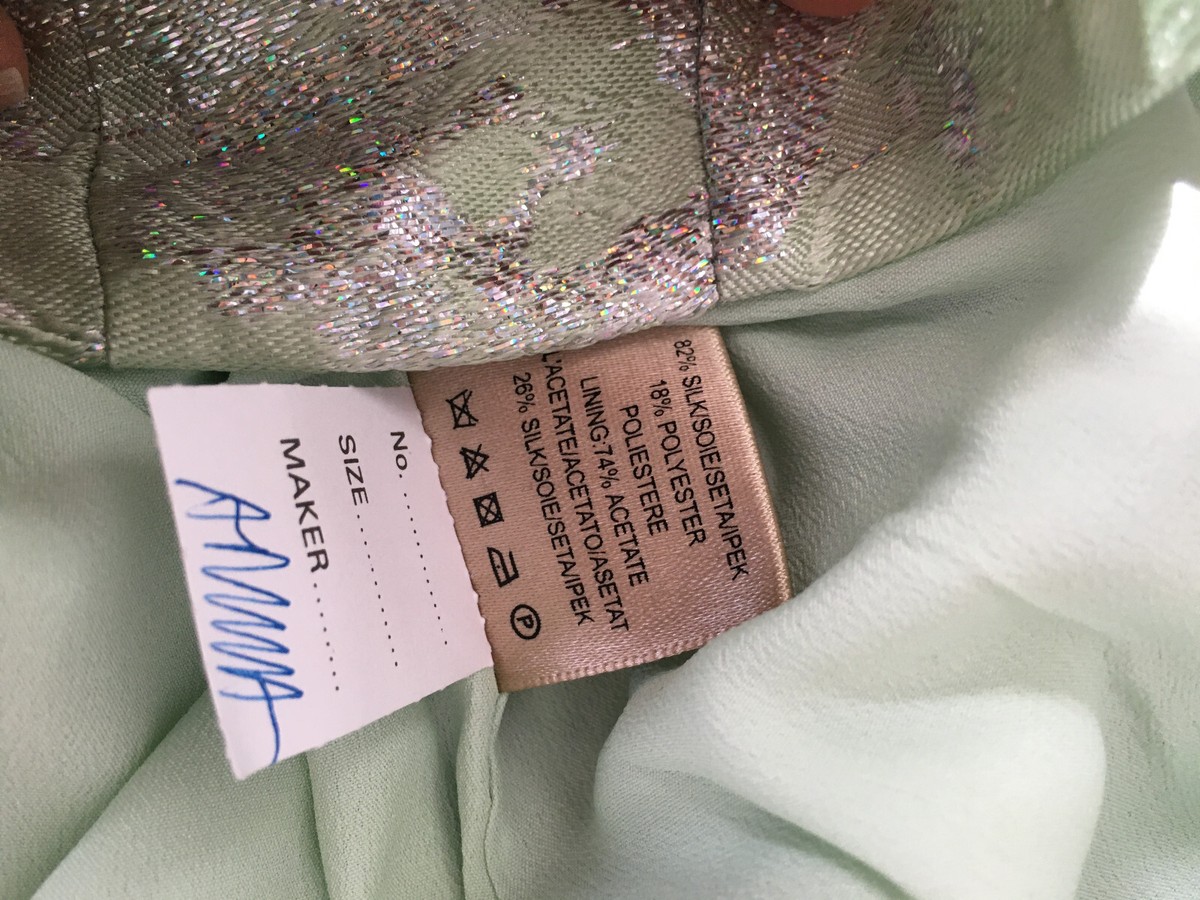 82% SILK/SOIE/SETA/IPEK
18% POLYESTER
POLIESTERE
LINING:74% ACETATE
L'ACETATE/ACETATO/ASETAT
26% SILK/SOIE/SETA/IPEK
P
No. ..............
SIZE ..............
MAKER ..........